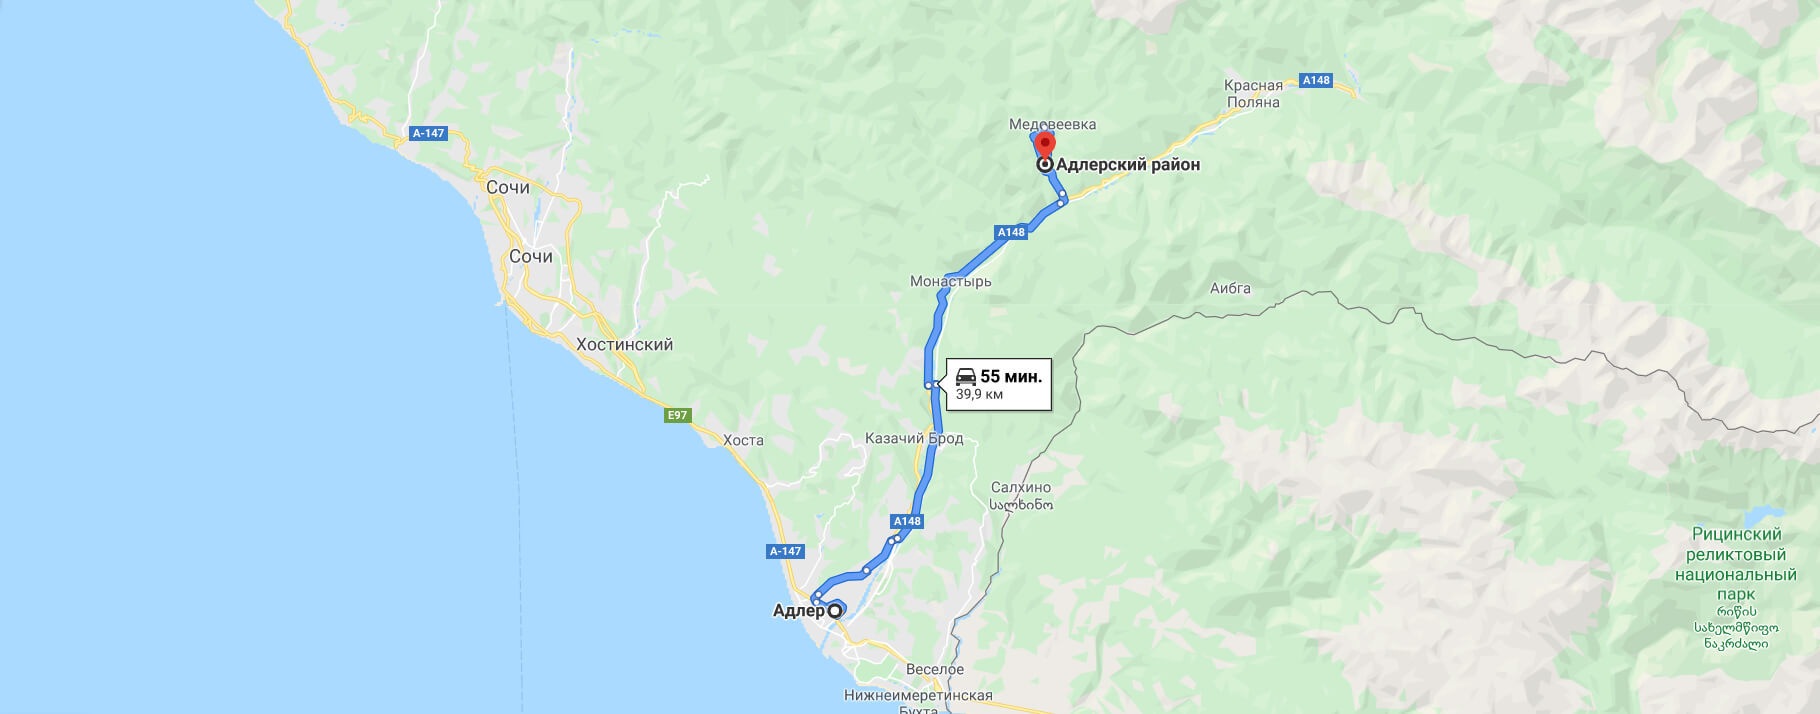 Красная
Поляна
A148
Медовеевка
А-147
Адлерский район
Сочи
A148
Сочи
Монастырь
Аибга
Хостинский
55 мин.
39,9 км
E97
Хоста
Казачий Брод
Салхино
სალხინო
A148
Рицинский
реликтовый
национальный
парк
რიწის
სახელმწიფო
ნაკრძალი
А-147
Адлер
Веселое
Нижнеимеретинская
Бухта